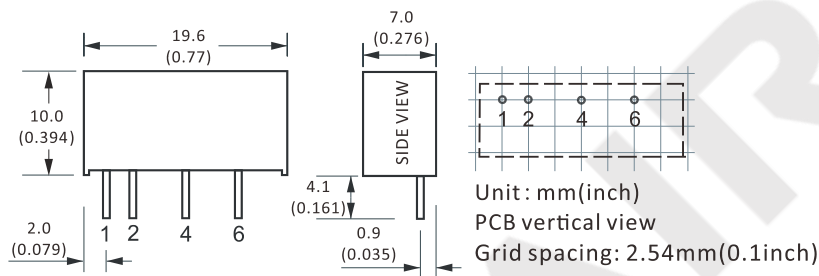 19.6
(0.77)
10.0
(0.394)
2.0
(0.079)
1 2 4 6
7.0
(0.276)
SIDE VIEW
4.1
(0.161)
0.9
(0.035)
1 2 4 6
Unit : mm(inch)
PCB vertical view
Grid spacing: 2.54mm(0.1inch)